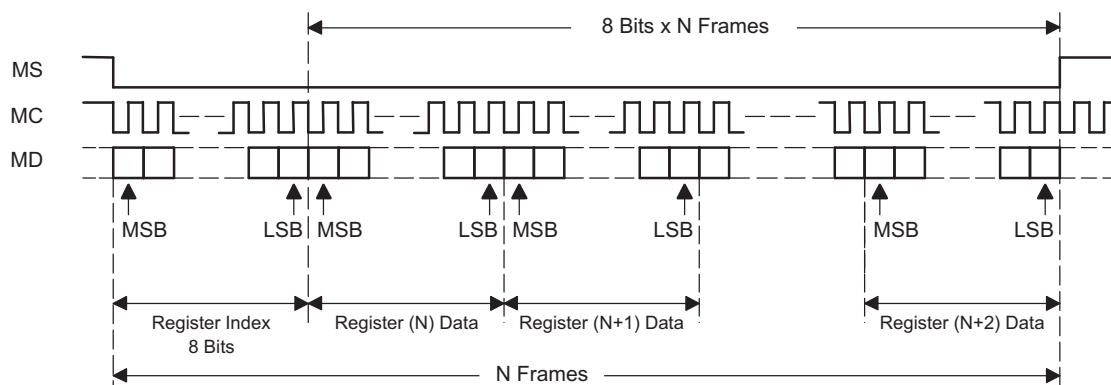 8 Bits x N Frames
MS
MC
MD
MSB LSB MSB LSB MSB LSB MSB LSB
Register Index Register (N) Data Register (N+1) Data Register (N+2) Data
8 Bits
N Frames